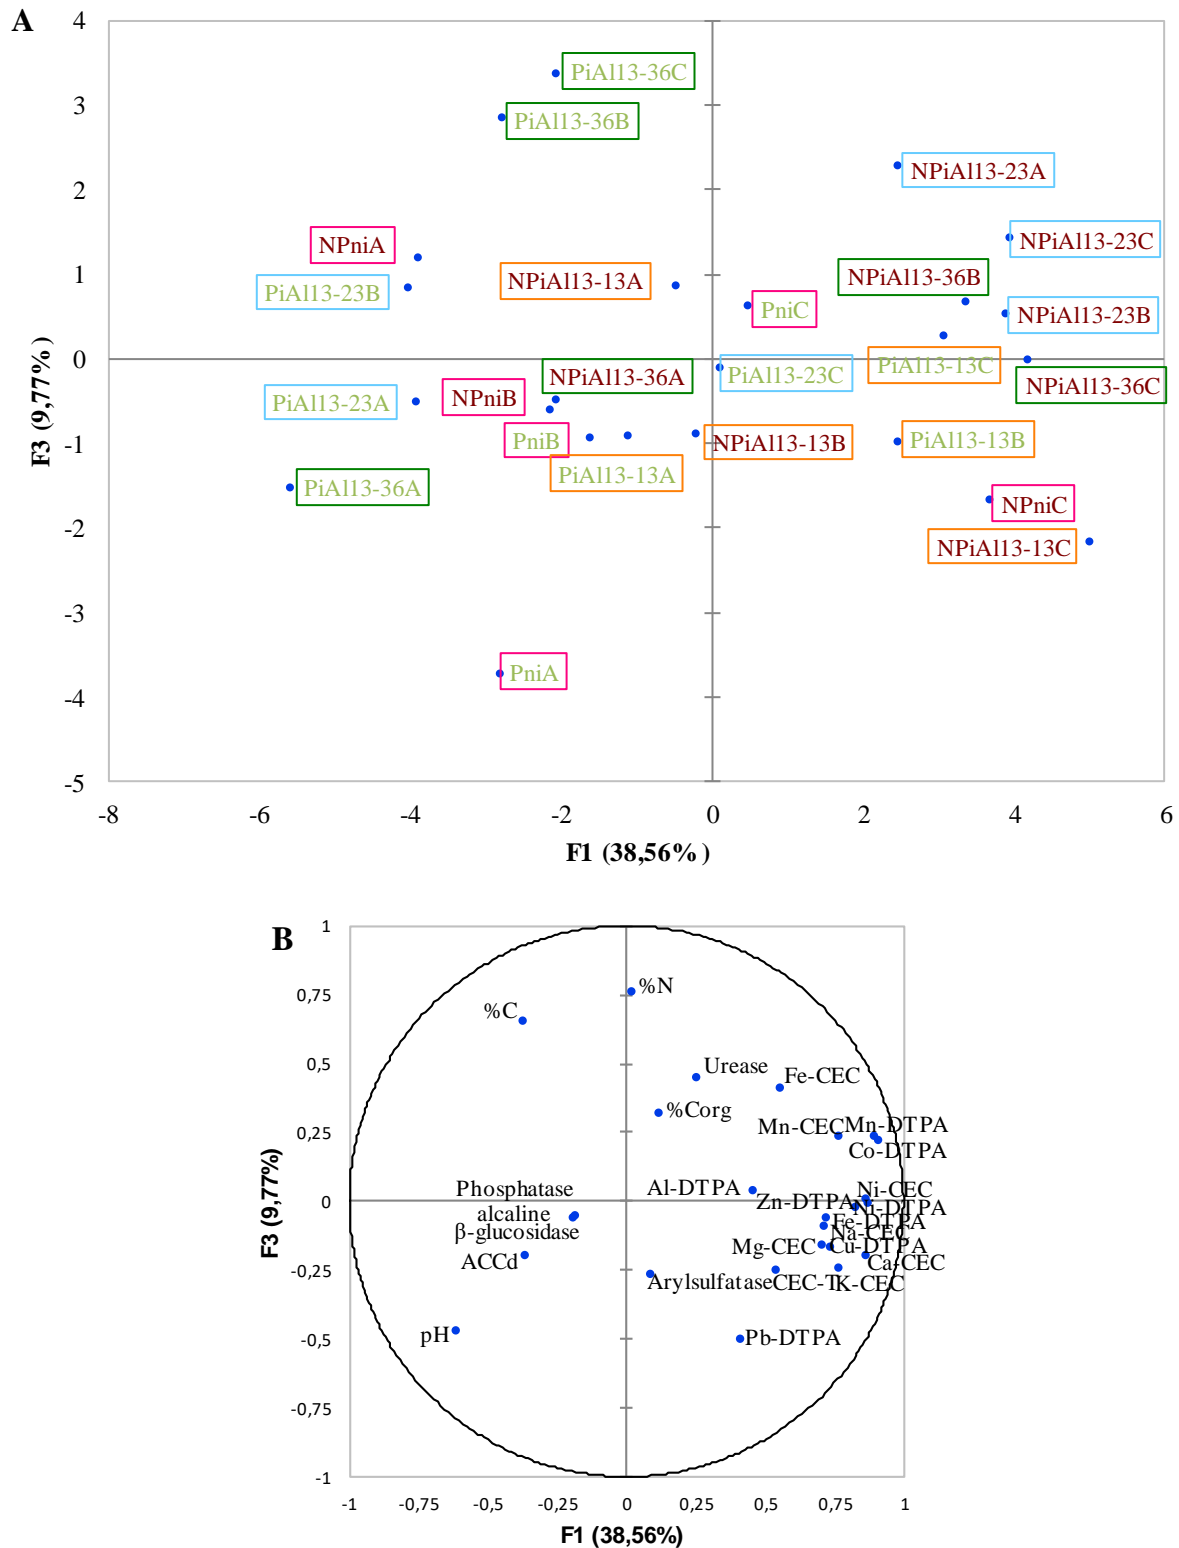 A
4
3
2
1
0
-1
-2
-3
-4
-5
F3 (9,77% )
PiAl13-36C
PiAl13-36B
NPiAl13-23A
NPniA
NPiAl13-23C
PiAl13-23B
NPiAl13-13A
NPiAl13-36B
PniC
NPiAl13-23B
PiAl13-23C
PiAl13-13C
NPiAl13-36A
NPiAl13-36C
PiAl13-23A
NPniB
PniB
NPiAl13-13B
PiAl13-13B
PiAl13-13A
PiAl13-36A
NPniC
NPiAl13-13C
PniA
-6
-4
-2
0
2
4
6
F1 (38,56% )
B
1
0,75
0,5
0,25
0
-0,25
-0,5
-0,75
-1
F3 (9,77%)
%N
%C
Urease
Fe-CEC
%Corg
Mn-CEC
Mn-DTPA
Co-DTPA
Al-DTPA
Ni-CEC
Zn-DTPA
Ni-DTPA
Phosphatase
alcaline
Fe-DTPA
β-glucosidase
Na-CEC
Mg-CEC
Cu-DTPA
ACCd
Ca-CEC
Arylsulfatase
CEC-T
K-CEC
pH
Pb-DTPA
-1
-0,75
-0,5
-0,25
0
0,25
0,5
0,75
1
F1 (38,56%)